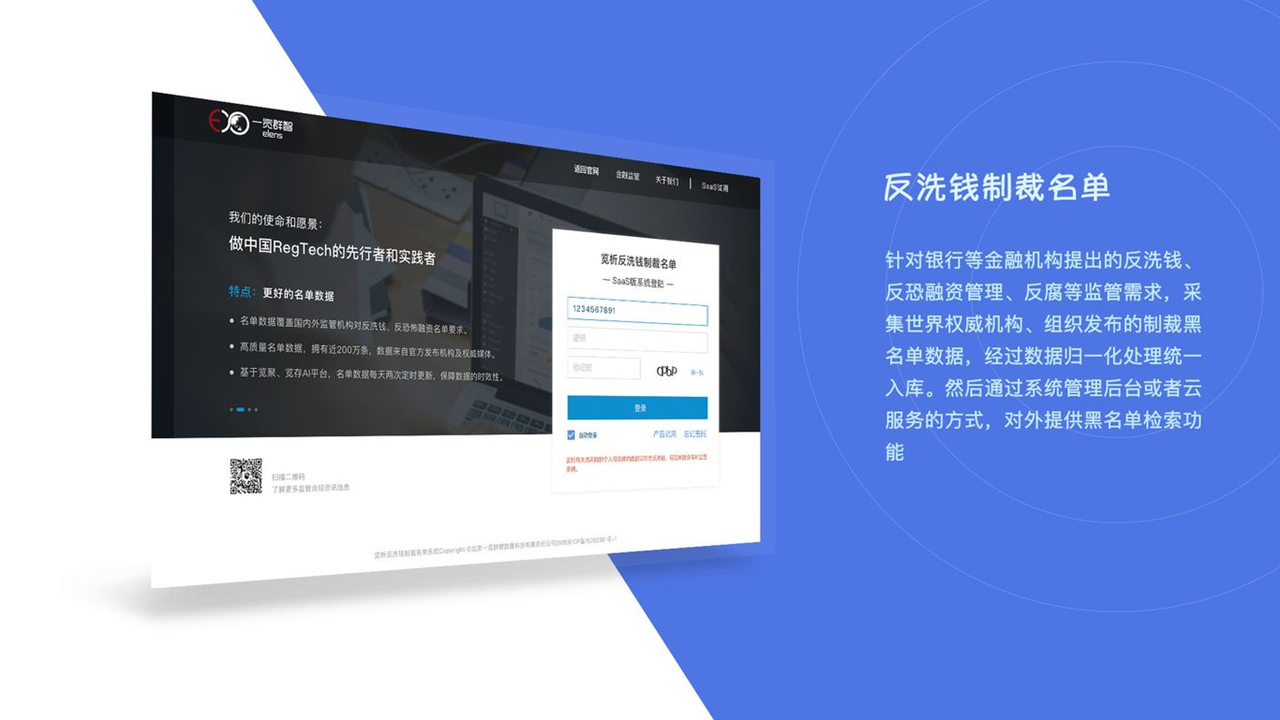 一览群智
elens
返回官网 金融监管 关于我们 SaaS试用
我们的使命和愿景：
做中国RegTech的先行者和实践者
特点：更好的名单数据
名单数据覆盖国内外监管机构对反洗钱、反恐怖融资名单要求。
高质量名单数据，拥有近200万条，数据来自官方发布机构及权威媒体。
基于览聚、览存AI平台，名单数据每天两次定时更新，保障数据的时效性。
览析反洗钱制裁名单
— SaaS版系统登陆 —
1234567891
密码
验证码
换一张
登录
自动登录 产品试用 忘记密码
扫描二维码
了解更多监管合规资讯信息
反洗钱制裁名单
针对银行等金融机构提出的反洗钱、
反恐融资管理、反腐等监管需求，采
集世界权威机构、组织发布的制裁黑
名单数据，经过数据归一化处理统一
入库。然后通过系统管理后台或者云
服务的方式，对外提供黑名单检索功
能